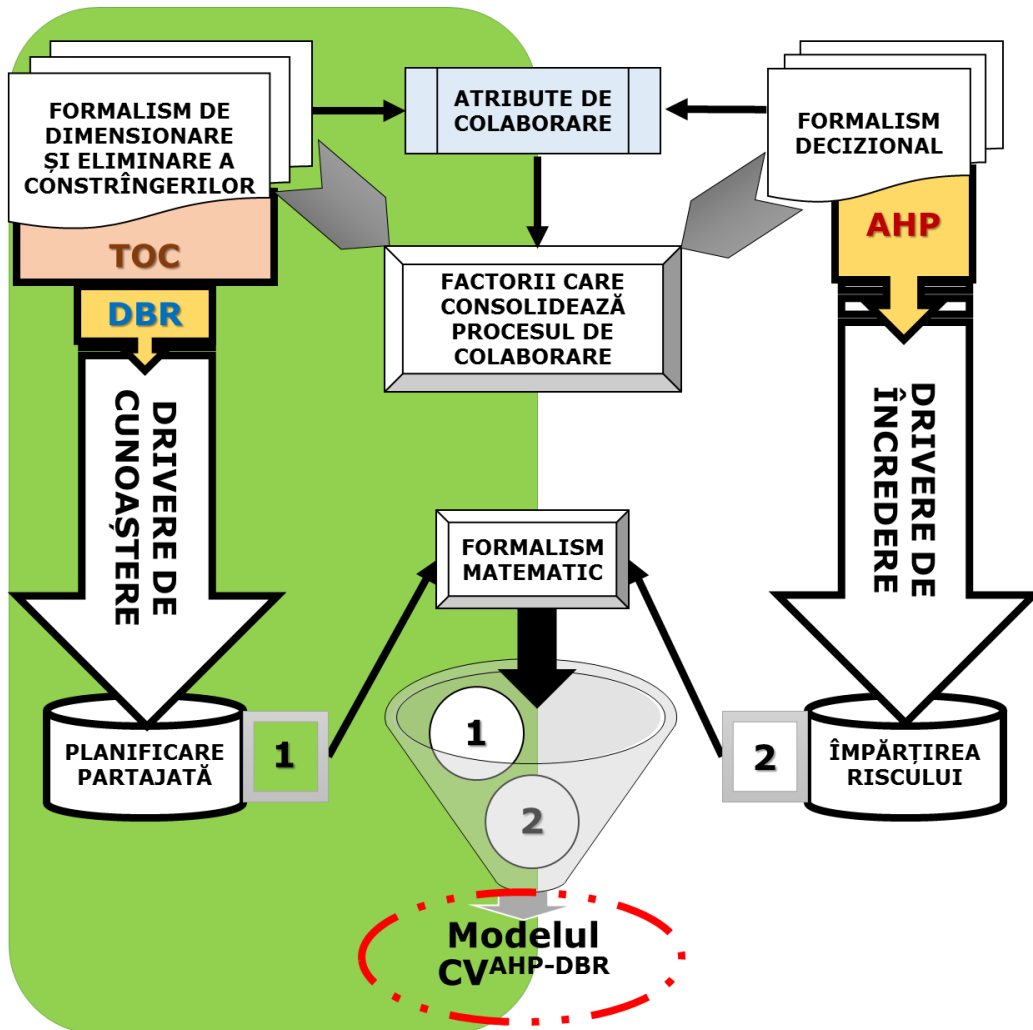 FORMALISM DE
DIMENSIONARE
ȘI ELIMINARE A
CONSTRÎNGERILOR
TOC
DBR
ATRIBUTE DE
COLABORARE
FORMALISM
DECIZIONAL
AHP
FACTORII CARE
CONSOLIDEAZĂ
PROCESUL DE
COLABORARE
DRIVERE DE
CUNOAȘTERE
DRIVERE DE
ÎNCREDERE
FORMALISM
MATEMATIC
PLANIFICARE
PARTAJATĂ
1
1
2
2
ÎMPĂRȚIREA
RISCULUI
Modelul
CVAHP-DBR